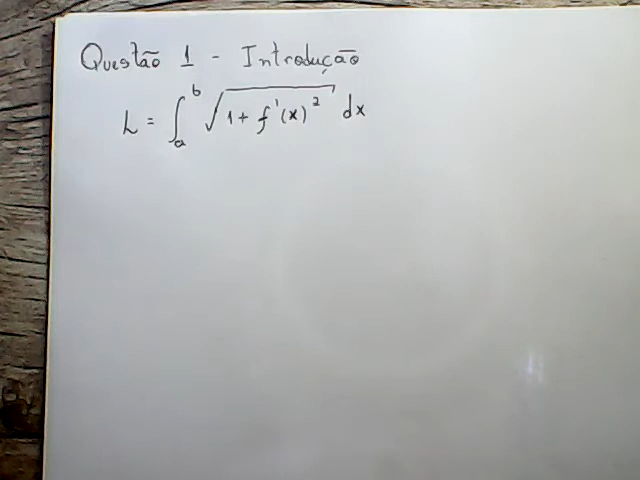 Questão 1 - Introdução
L = ∫_a^b √(1 + f'(x)²) dx